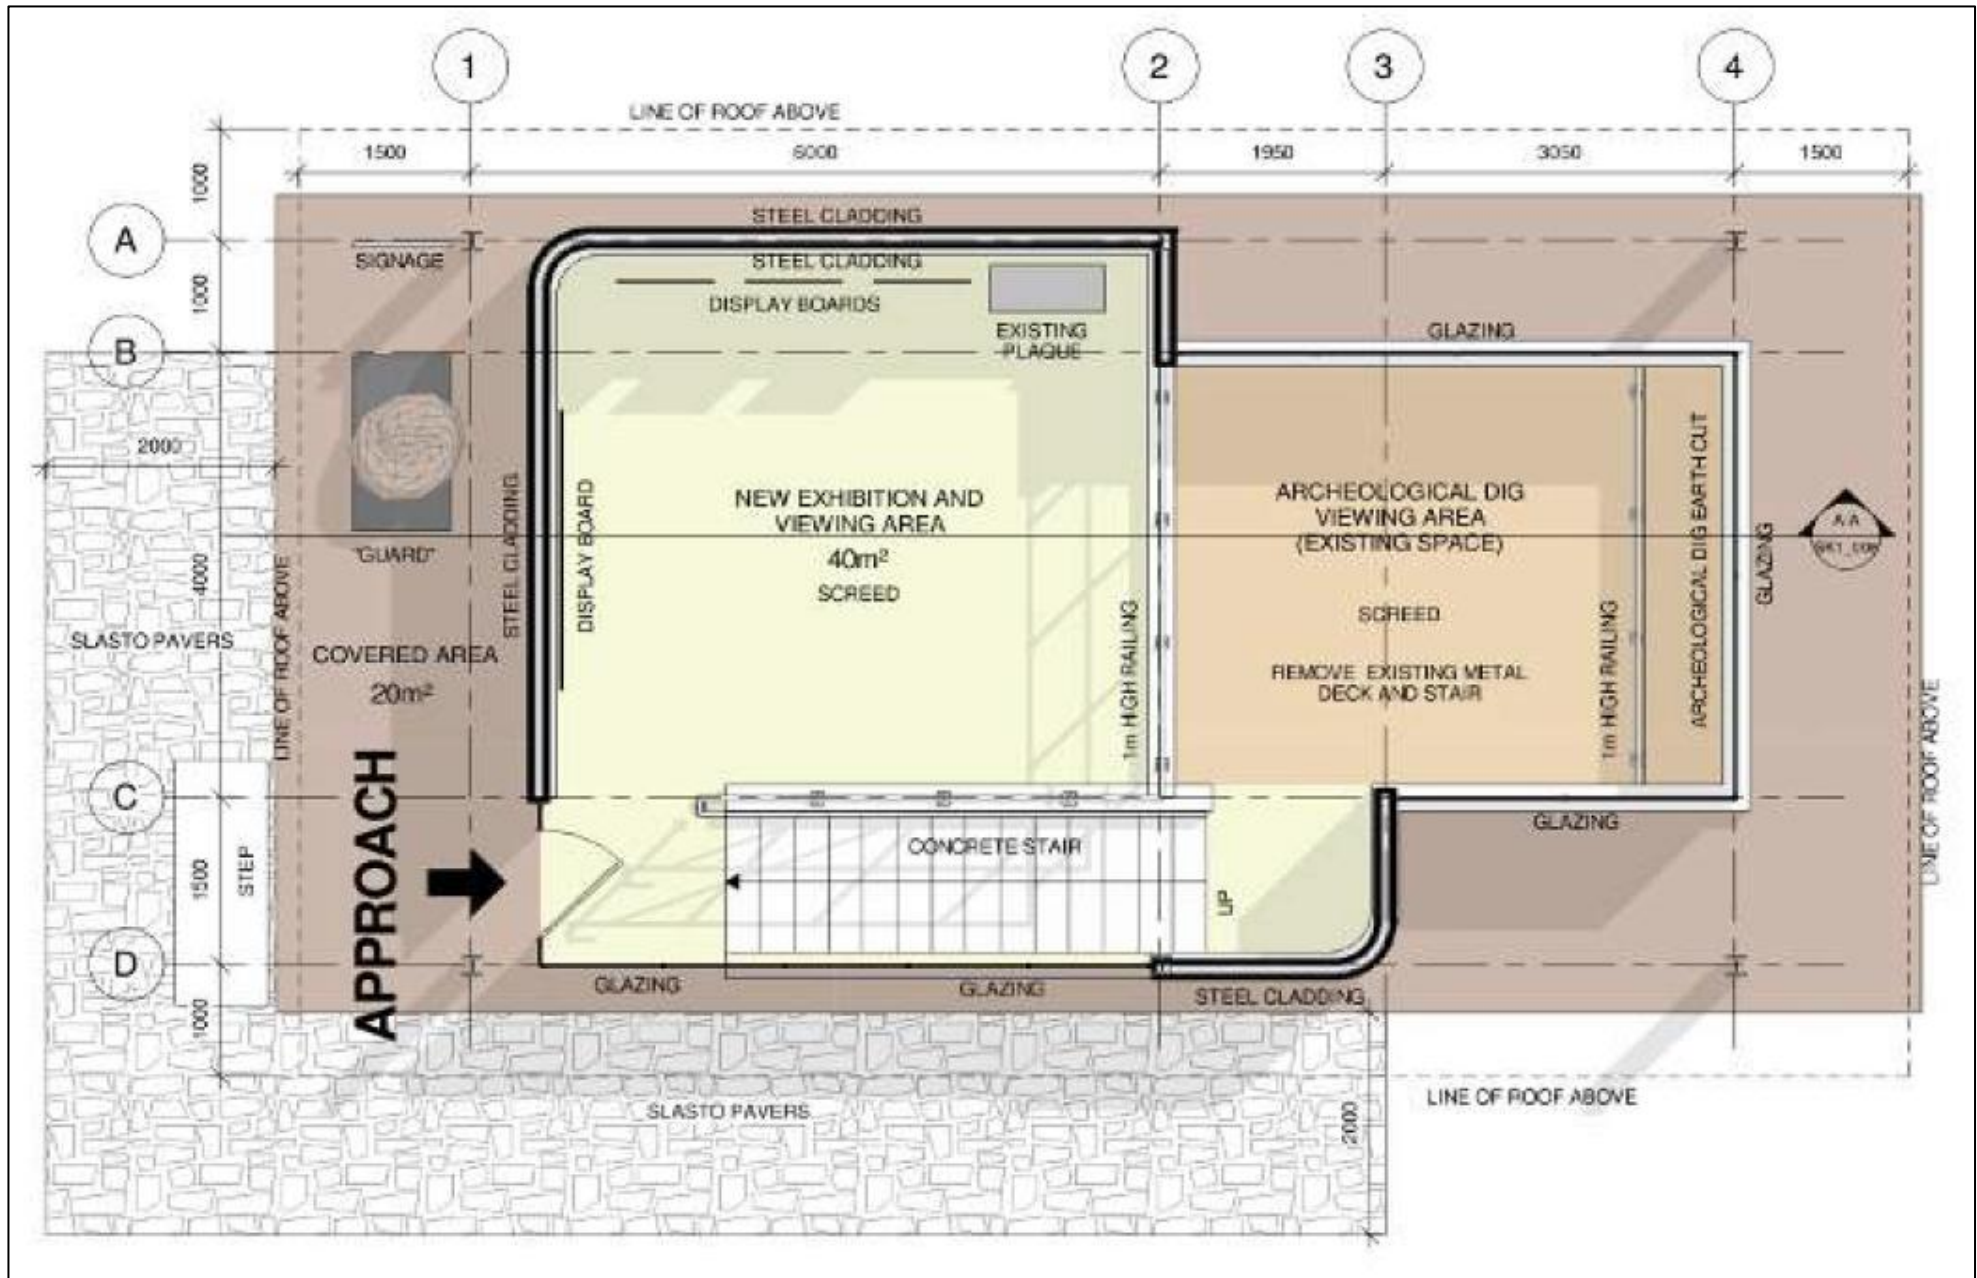 1
2
3
4
LINE OF ROOF ABOVE
1500
6000
1950
3050
1500
1000
A
STEEL CLADDING
SIGNAGE
STEEL CLADDING
1000
DISPLAY BOARDS
EXISTING
PLAQUE
GLAZING
B
2000
"GUARD"
4000
STEEL CLADDING
DISPLAY BOARD
NEW EXHIBITION AND
VIEWING AREA
40m²
SCREED
1m HIGH RAILING
ARCHEOLOGICAL DIG
VIEWING AREA
(EXISTING SPACE)
SCREED
REMOVE EXISTING METAL
DECK AND STAIR
1m HIGH RAILING
ARCHEOLOGICAL DIG EARTH CUT
GLAZING
A/A
SLASTO PAVERS
LINE OF ROOF ABOVE
COVERED AREA
20m²
LINE OF ROOF ABOVE
C
APPROACH
STEP
1500
CONCRETE STAIR
UP
GLAZING
D
GLAZING
GLAZING
STEEL CLADDING
1000
SLASTO PAVERS
2000
LINE OF ROOF ABOVE